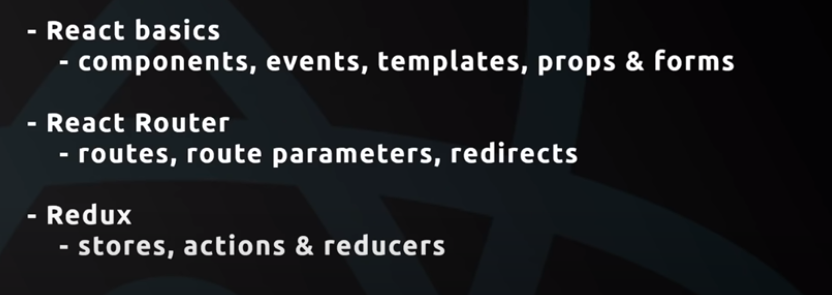 - React basics
- components, events, templates, props & forms
- React Router
- routes, route parameters, redirects
- Redux
- stores, actions & reducers